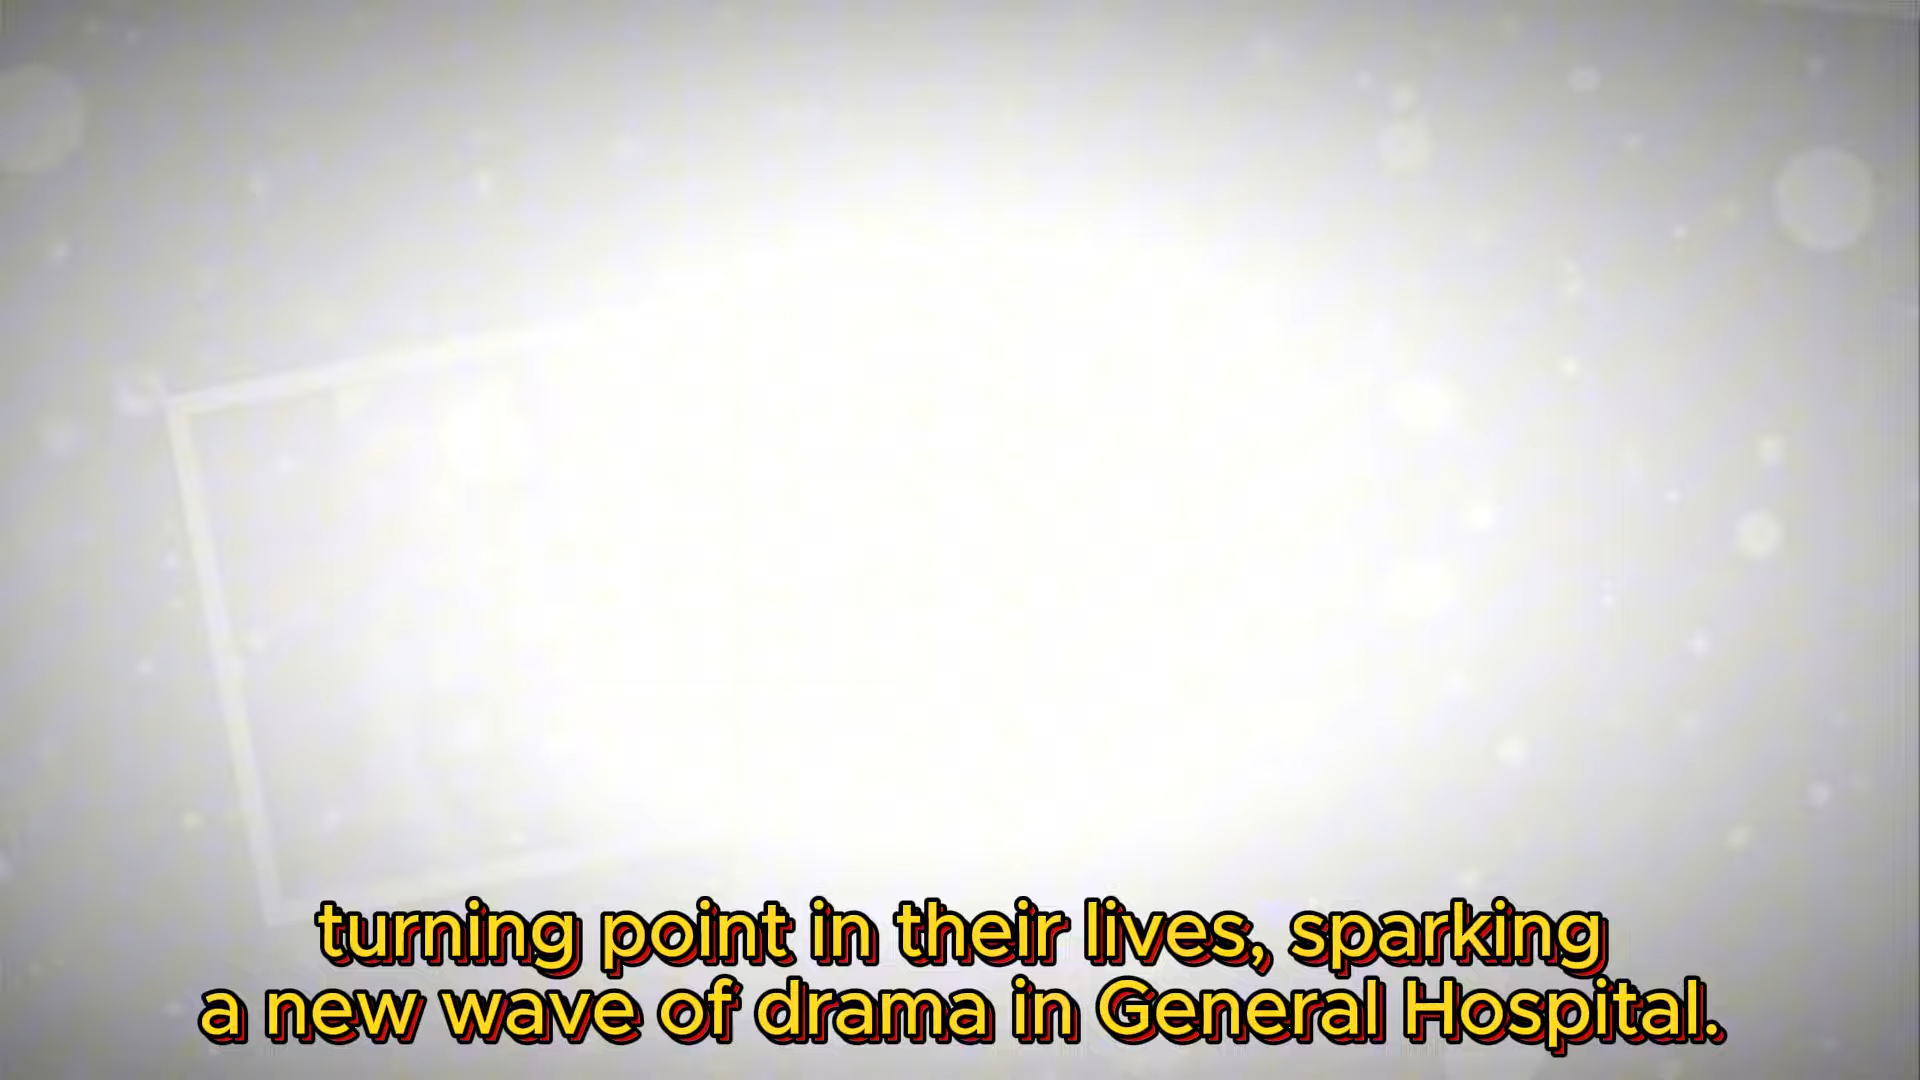 turning point in their lives, sparking
a new wave of drama in General Hospital.